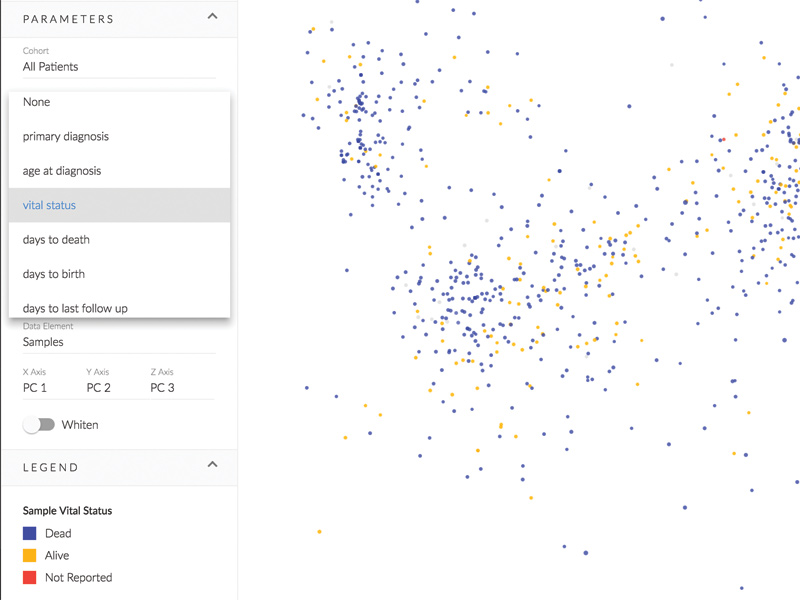 PARAMETERS
Cohort
All Patients
None
primary diagnosis
age at diagnosis
vital status
days to death
days to birth
days to last follow up
Data Element
Samples
X Axis Y Axis Z Axis
PC 1 PC 2 PC 3
Whiten
LEGEND
Sample Vital Status
Dead
Alive
Not Reported